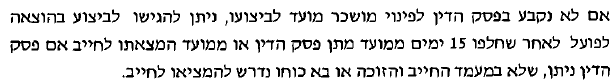 אם לא נקבע בפסק הדין לפינוי מושכר מועד לביצועו, ניתן להגישו לביצוע בהוצאה
לפועל לאחר שחלפו 15 ימים ממועד מתן פסק הדין או ממועד המצאתו לחייב אם פסק
הדין ניתן, שלא במעמד החייב והזוכה או בא כוחו נדרש להמציאו לחייב.